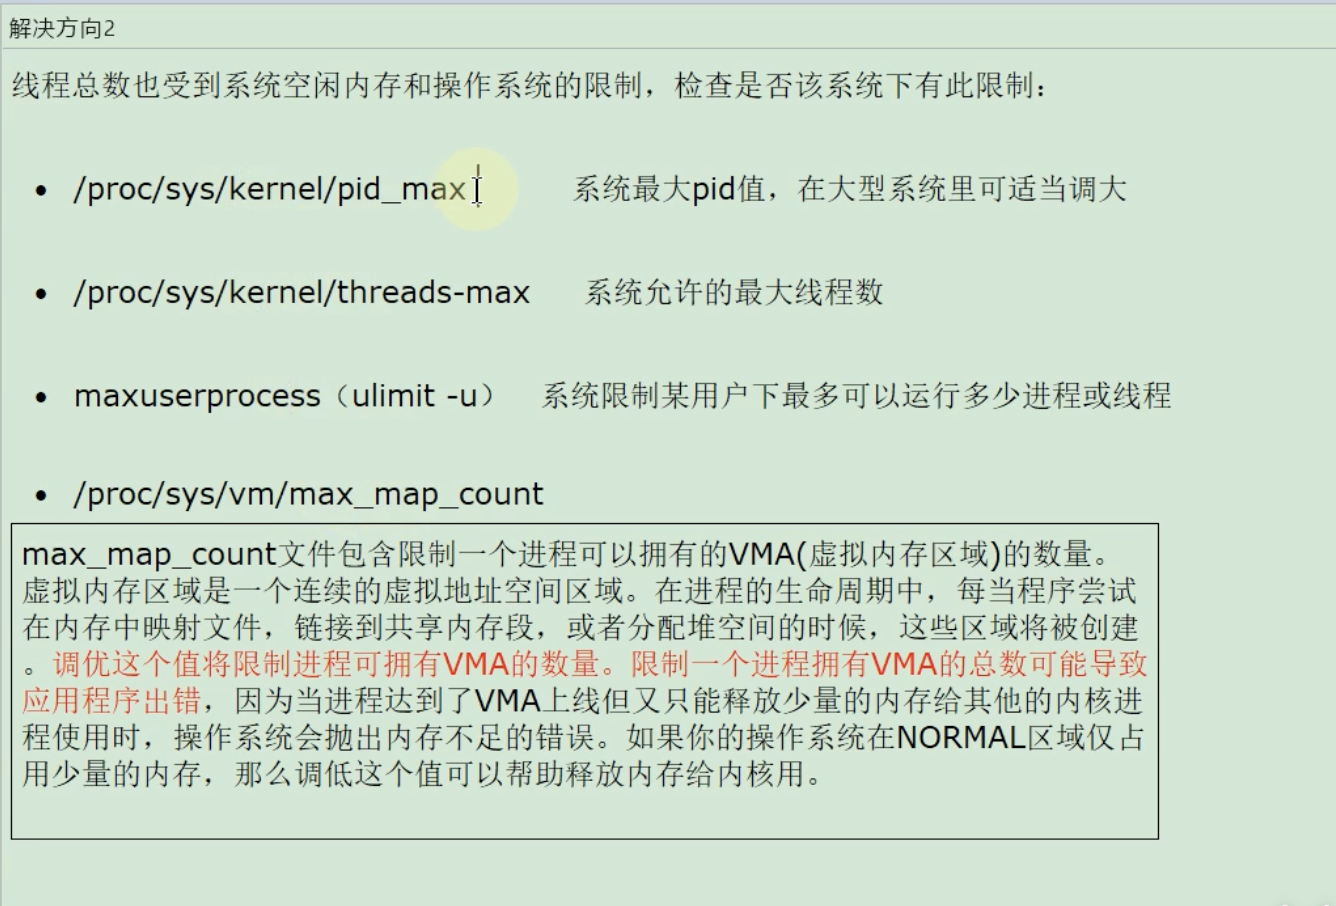 解决方向2
线程总数也受到系统空闲内存和操作系统的限制，检查是否该系统下有此限制：
• /proc/sys/kernel/pid_max 系统最大pid值，在大型系统里可适当调大
• /proc/sys/kernel/threads-max 系统允许的最大线程数
• maxuserprocess（ulimit -u） 系统限制某用户下最多可以运行多少进程或线程
• /proc/sys/vm/max_map_count
max_map_count文件包含限制一个进程可以拥有的VMA(虚拟内存区域)的数量。
虚拟内存区域是一个连续的虚拟地址空间区域。在进程的生命周期中，每当程序尝试
在内存中映射文件，链接到共享内存段，或者分配堆空间的时候，这些区域将被创建
。调优这个值将限制进程可拥有VMA的数量。限制一个进程拥有VMA的总数可能导致
应用程序出错，因为当进程达到了VMA上线但又只能释放少量的内存给其他的内核进
程使用时，操作系统会抛出内存不足的错误。如果你的操作系统在NORMAL区域仅占
用少量的内存，那么调低这个值可以帮助释放内存给内核用。